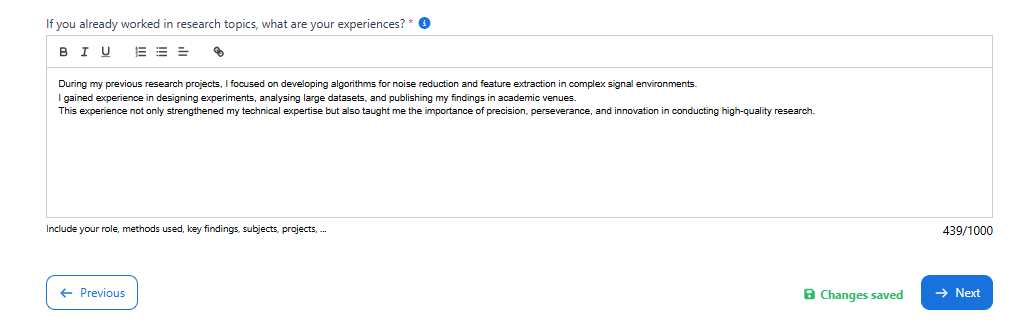 If you already worked in research topics, what are your experiences? *
B I U
During my previous research projects, I focused on developing algorithms for noise reduction and feature extraction in complex signal environments.
I gained experience in designing experiments, analysing large datasets, and publishing my findings in academic venues.
This experience not only strengthened my technical expertise but also taught me the importance of precision, perseverance, and innovation in conducting high-quality research.
Include your role, methods used, key findings, subjects, projects, ...
439/1000
Previous
Changes saved
Next